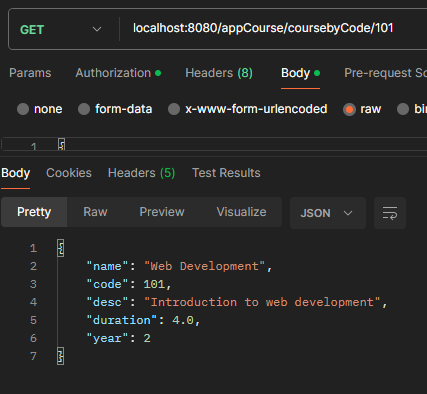 GET localhost:8080/appCourse/coursebyCode/101
Params Authorization Headers (8) Body Pre-request Sc
none form-data x-www-form-urlencoded raw bin
1 {
Body Cookies Headers (5) Test Results
Pretty Raw Preview Visualize JSON
1 {
2 "name": "Web Development",
3 "code": 101,
4 "desc": "Introduction to web development",
5 "duration": 4.0,
6 "year": 2
7 }